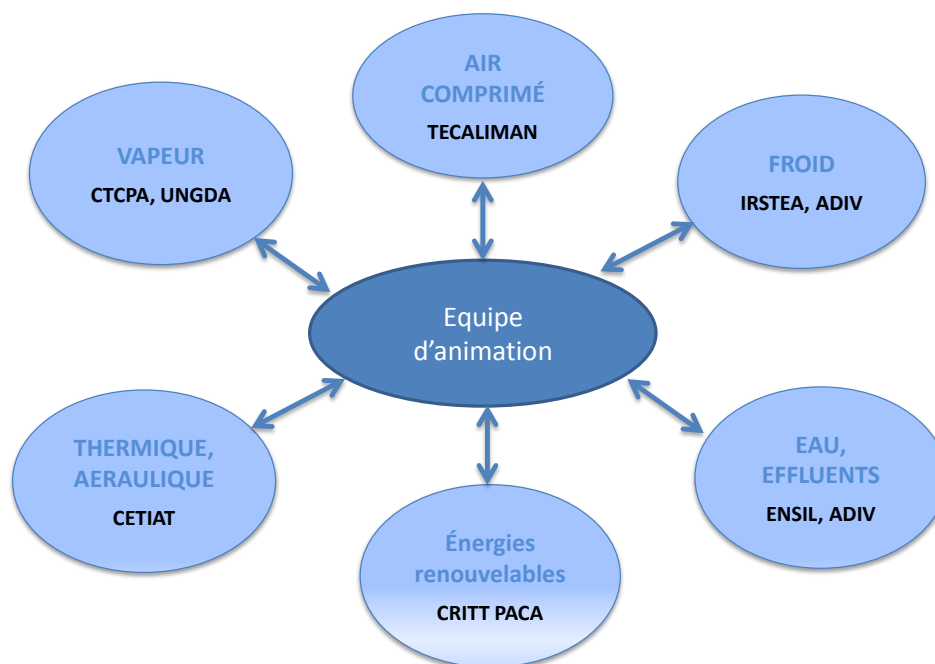 AIR
COMPRIMÉ
TECALIMAN
VAPEUR
CTCPA, UNGDA
FROID
IRSTEA, ADIV
Equipe
d’animation
THERMIQUE,
AERAULIQUE
CETIAT
EAU,
EFFLUENTS
ENSIL, ADIV
Énergies
renouvelables
CRITT PACA